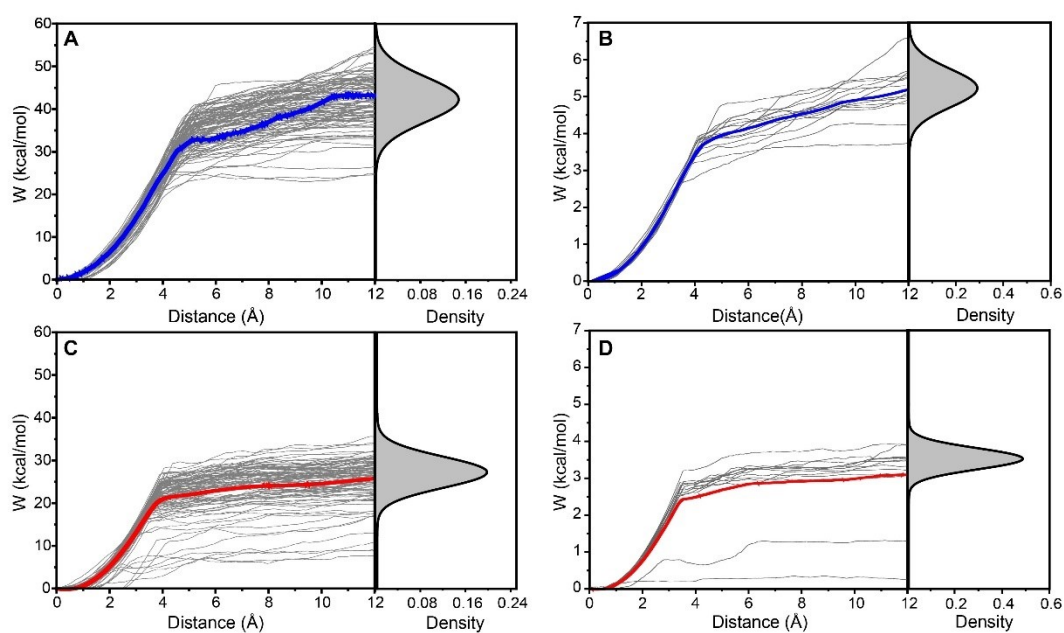 A
W (kcal/mol)
60
50
40
30
20
10
0
0 2 4 6 8 10 12 0.08 0.16 0.24
Distance (Å) Density
B
W (kcal/mol)
7
6
5
4
3
2
1
0
0 2 4 6 8 10 12 0.2 0.4 0.6
Distance(Å) Density
C
W (kcal/mol)
60
50
40
30
20
10
0
0 2 4 6 8 10 12 0.08 0.16 0.24
Distance (Å) Density
D
W (kcal/mol)
7
6
5
4
3
2
1
0
0 2 4 6 8 10 12 0.2 0.4 0.6
Distance (Å) Density